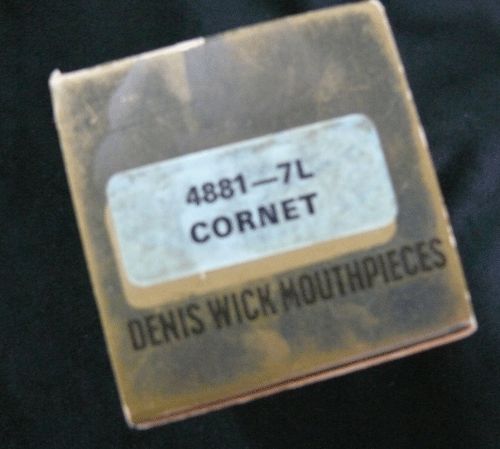 4881—7L
CORNET
DENIS WICK MOUTHPIECES